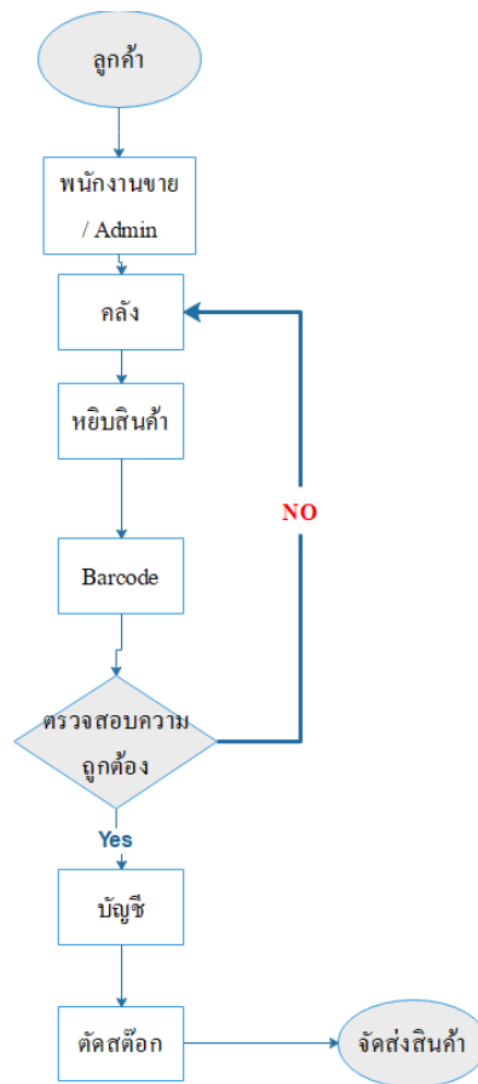 ลูกค้า
พนักงานขาย
/ Admin
คลัง
หยิบสินค้า
NO
Barcode
ตรวจสอบความ
ถูกต้อง
Yes
บัญชี
ตัดสต๊อก
จัดส่งสินค้า